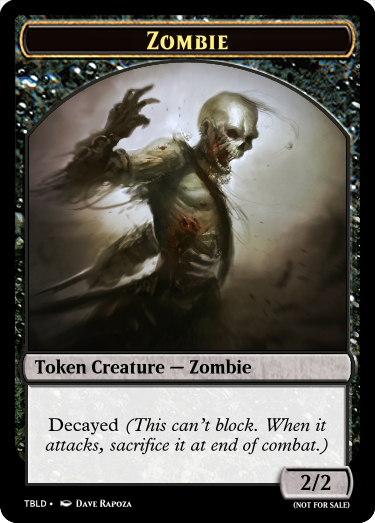 Zombie
Token Creature — Zombie
Decayed (This can't block. When it
attacks, sacrifice it at end of combat.)
2/2
TBLD • Dave Rapoza
(NOT FOR SALE)